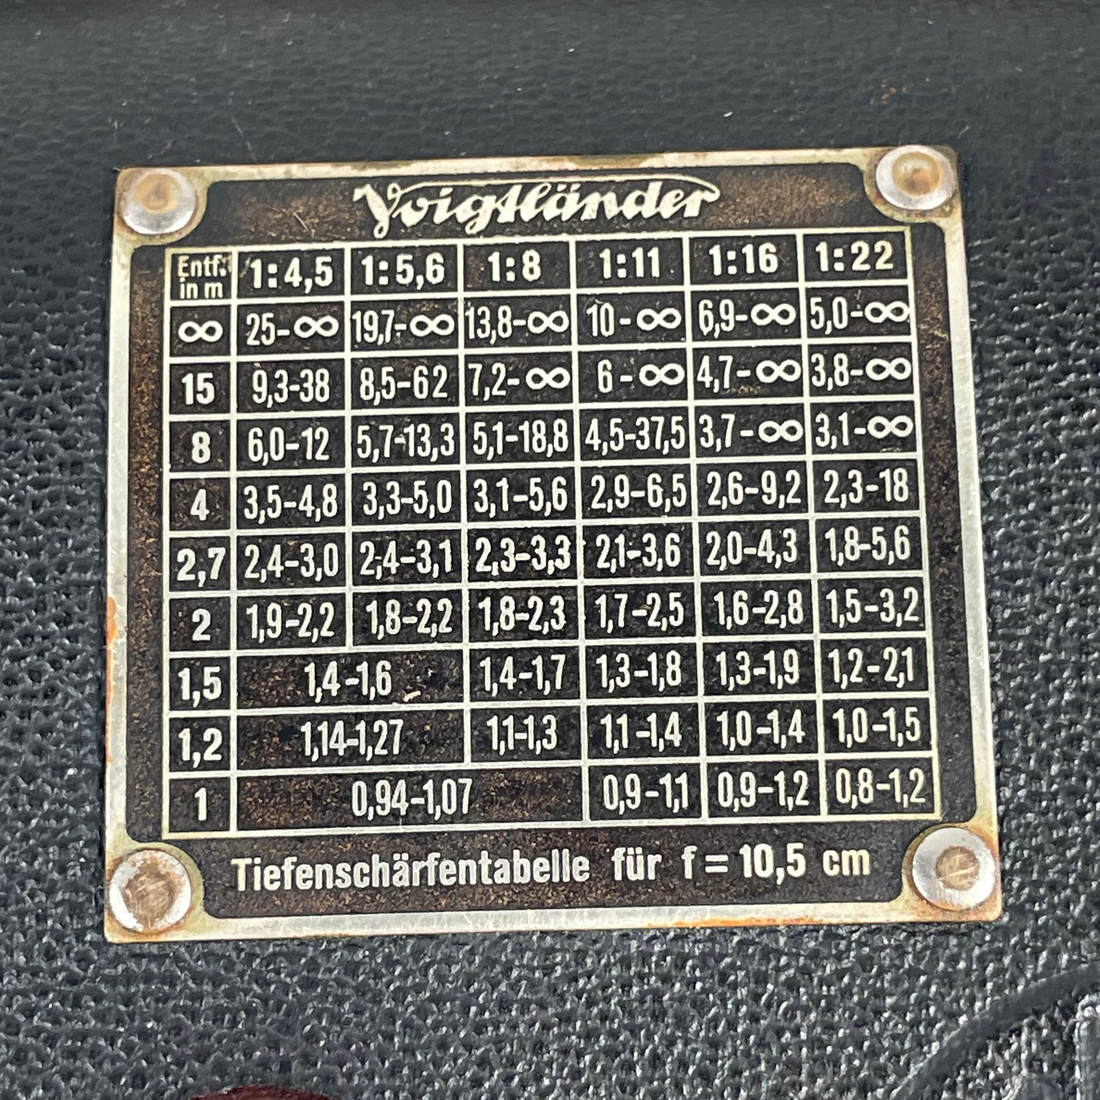 Voigtländer
Entf. in m 1:4,5 1:5,6 1:8 1:11 1:16 1:22
∞ 25-∞ 19,7-∞ 13,8-∞ 10-∞ 6,9-∞ 5,0-∞
15 9,3-38 8,5-62 7,2-∞ 6-∞ 4,7-∞ 3,8-∞
8 6,0-12 5,7-13,3 5,1-18,8 4,5-37,5 3,7-∞ 3,1-∞
4 3,5-4,8 3,3-5,0 3,1-5,6 2,9-6,5 2,6-9,2 2,3-18
2,7 2,4-3,0 2,4-3,1 2,3-3,3 2,1-3,6 2,0-4,3 1,8-5,6
2 1,9-2,2 1,8-2,2 1,8-2,3 1,7-2,5 1,6-2,8 1,5-3,2
1,5 1,4-1,6 1,4-1,7 1,3-1,8 1,3-1,9 1,2-2,1
1,2 1,14-1,27 1,1-1,3 1,1-1,4 1,0-1,4 1,0-1,5
1 0,94-1,07 0,9-1,1 0,9-1,2 0,8-1,2
Tiefenschärfentabelle für f = 10,5 cm